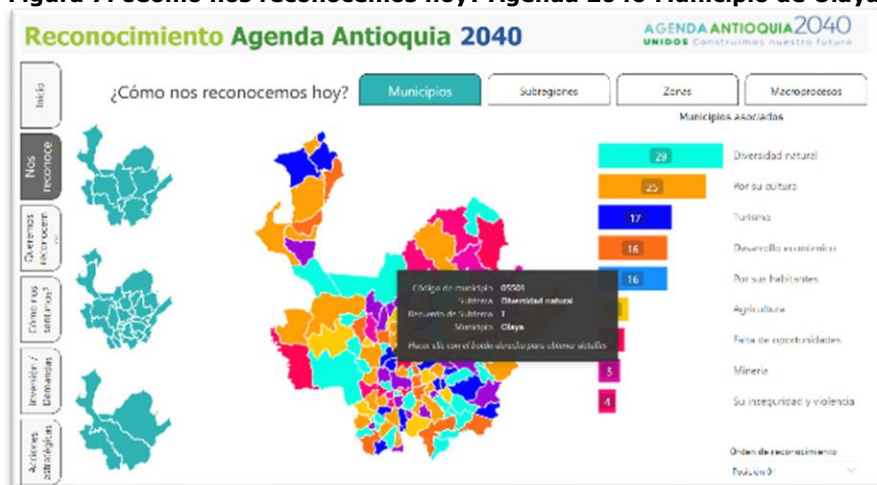 Figura 7. ¿Cómo nos reconocemos hoy? Agenda 2040 Municipio de Olaya
Reconocimiento Agenda Antioquia 2040
AGENDA ANTIOQUIA 2040
UNIDOS Construimos nuestro futuro
Inicio
Nos reconoce
Queremos reconocern
Cómo nos sentimos?
Inversión / Demandas
Acciones estratégicas
¿Cómo nos reconocemos hoy?
Municipios
Subregiones
Zonas
Macroprocesos
Municipios asociados
29 Diversidad natural
25 Por su cultura
17 Turismo
16 Desarrollo económico
16 Por sus habitantes
Agricultura
Falta de oportunidades
5 Minería
4 Su inseguridad y violencia
Código de municipio 05501
Subtema Diversidad natural
Recuento de Subtema 1
Municipio Olaya
Hacer clic con el botón derecho para obtener detalles
Orden de reconocimiento
Posición 0